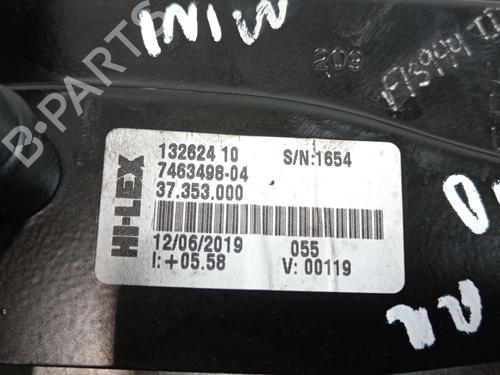 MINI
209
B-PARTS
HI-LEX
132624 10 S/N:1654
7463498-04
37.353.000
12/06/2019 055
I:+05.58 V: 00119